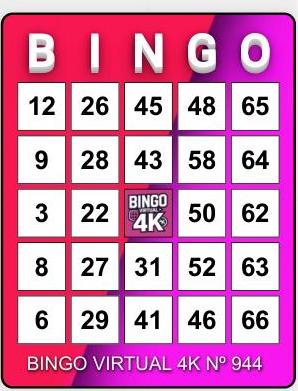 B I N G O
12 26 45 48 65
9 28 43 58 64
3 22 BINGO VIRTUAL 4K 50 62
8 27 31 52 63
6 29 41 46 66
BINGO VIRTUAL 4K Nº 944